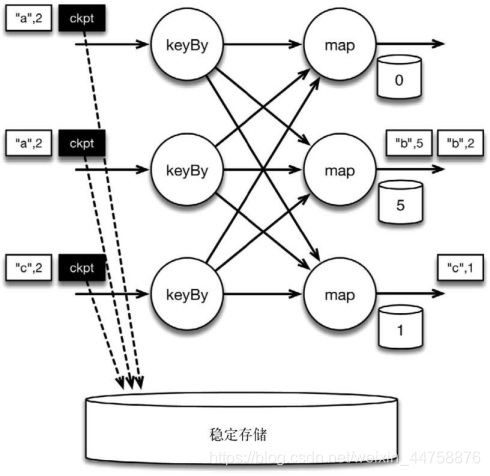 "a",2 ckpt
keyBy map
0
"a",2 ckpt
keyBy map
"b",5 "b",2
5
"c",2 ckpt
keyBy map
"c",1
1
稳定存储
https://blog.csdn.net/weixin_44758876